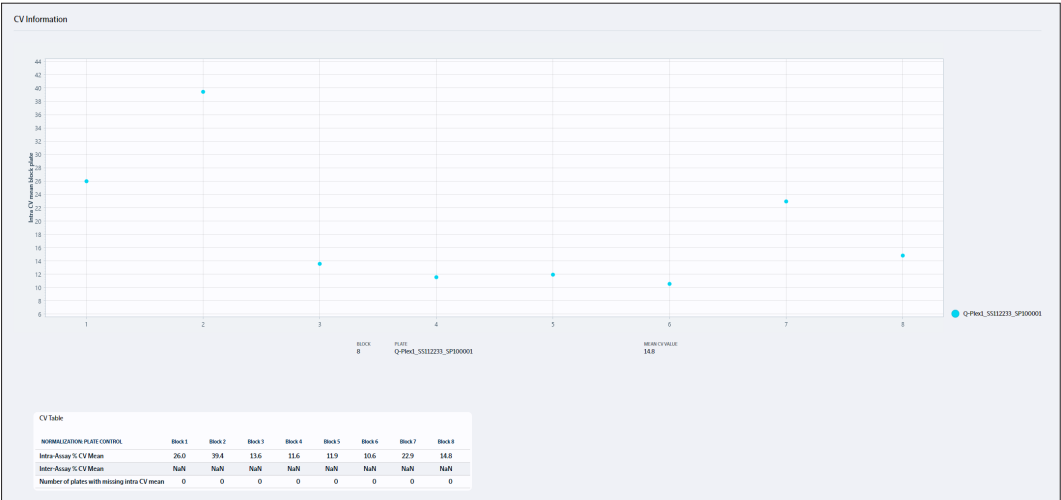 CV Information
44
42
40
38
36
34
32
30
28
26
24
22
20
18
16
14
12
10
8
6
Intra CV mean block plate
1 2 3 4 5 6 7 8
Q-Plex1_SS112233_SP100001
BLOCK PLATE MEAN CV VALUE
8 Q-Plex1_SS112233_SP100001 14.8
CV Table
NORMALIZATION: PLATE CONTROL Block 1 Block 2 Block 3 Block 4 Block 5 Block 6 Block 7 Block 8
Intra-Assay % CV Mean 26.0 39.4 13.6 11.6 11.9 10.6 22.9 14.8
Inter-Assay % CV Mean NaN NaN NaN NaN NaN NaN NaN NaN
Number of plates with missing intra CV mean 0 0 0 0 0 0 0 0